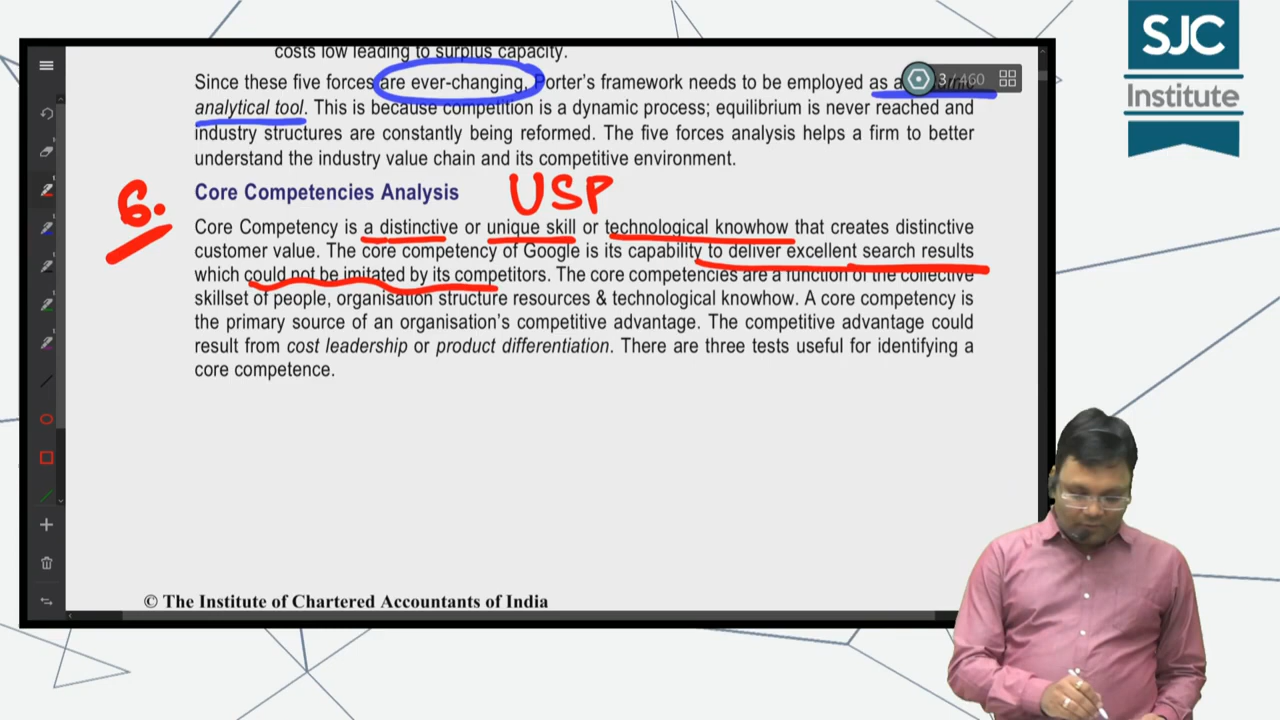 costs low leading to surplus capacity.
Since these five forces are ever-changing, Porter's framework needs to be employed as a
3 / 460
analytical tool. This is because competition is a dynamic process; equilibrium is never reached and
industry structures are constantly being reformed. The five forces analysis helps a firm to better
understand the industry value chain and its competitive environment.
SJC
Institute
6.
Core Competencies Analysis USP
Core Competency is a distinctive or unique skill or technological knowhow that creates distinctive
customer value. The core competency of Google is its capability to deliver excellent search results
which could not be imitated by its competitors. The core competencies are a function of the collective
skillset of people, organisation structure resources & technological knowhow. A core competency is
the primary source of an organisation's competitive advantage. The competitive advantage could
result from cost leadership or product differentiation. There are three tests useful for identifying a
core competence.
© The Institute of Chartered Accountants of India